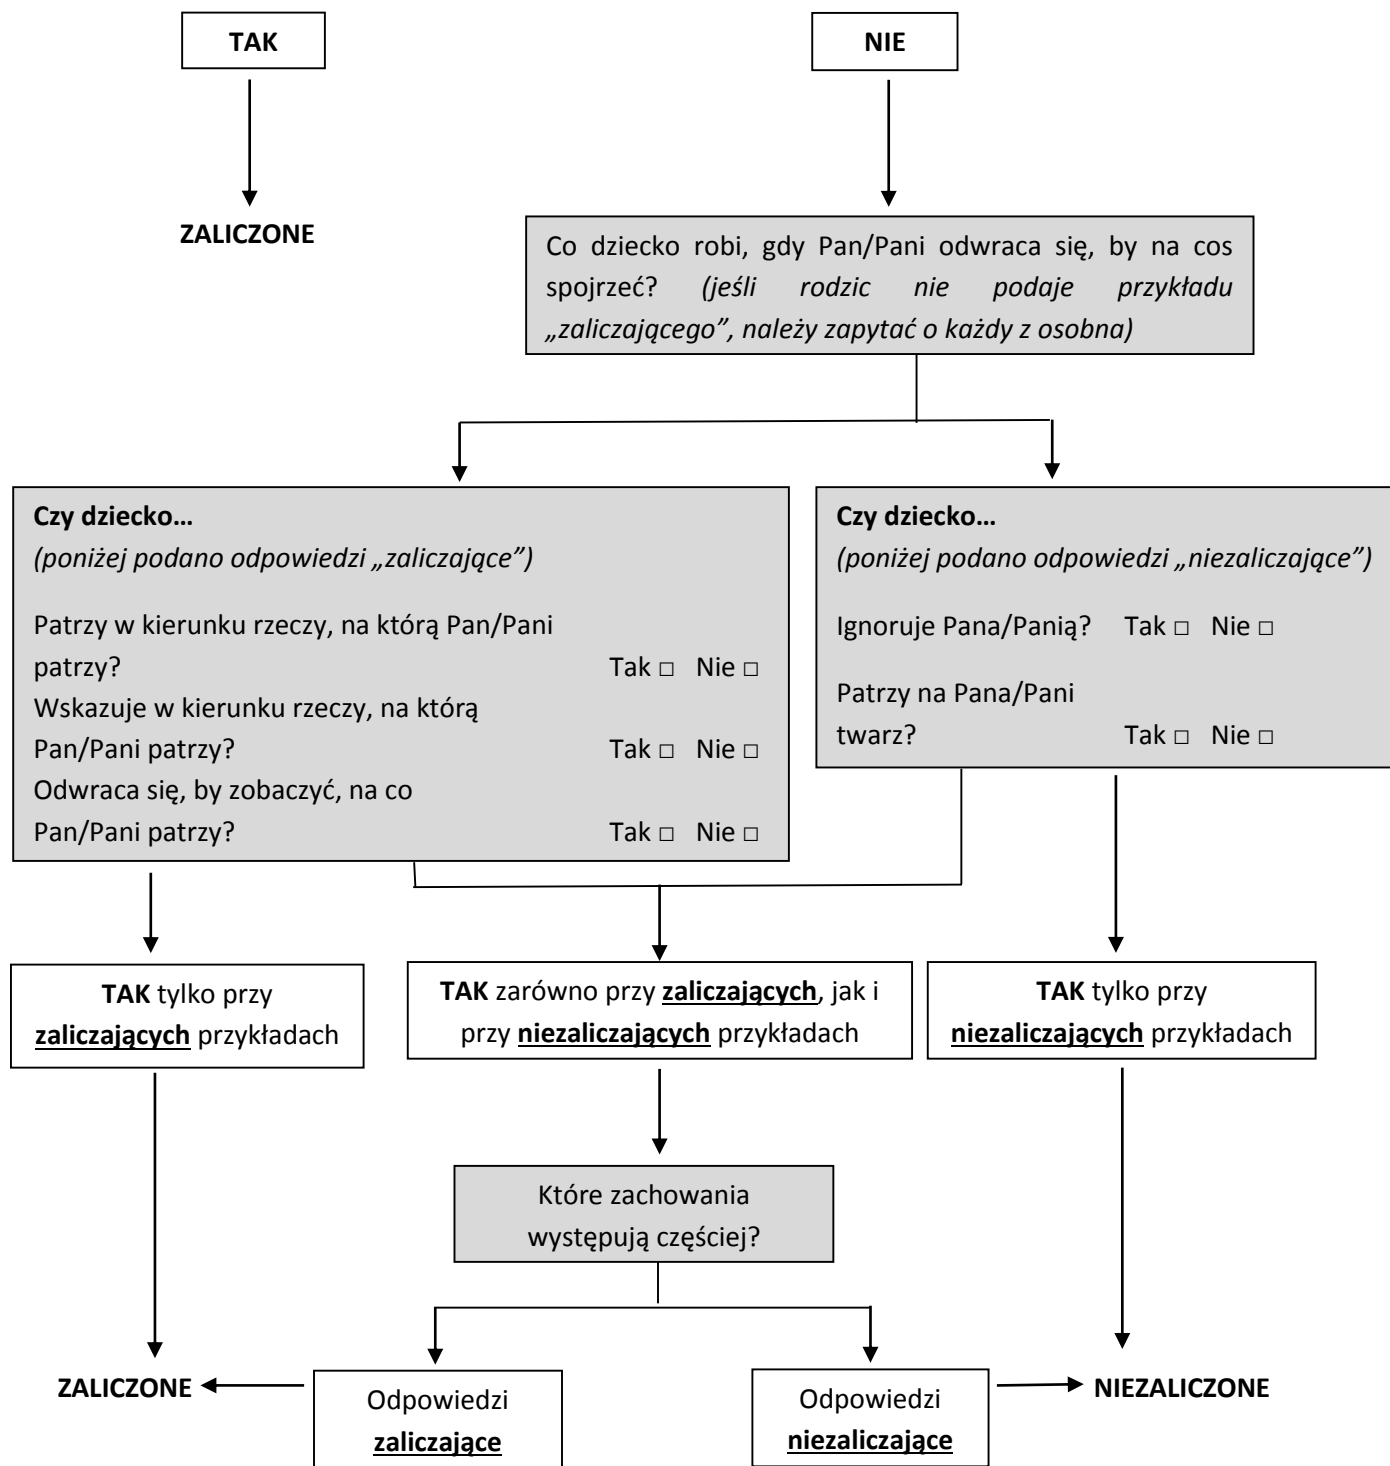 TAK
NIE
ZALICZONE
Co dziecko robi, gdy Pan/Pani odwraca się, by na cos
spojrzeć? (jeśli rodzic nie podaje przykładu
„zaliczającego”, należy zapytać o każdy z osobna)
Czy dziecko...
(poniżej podano odpowiedzi „zaliczające”)
Patrzy w kierunku rzeczy, na którą Pan/Pani
patrzy? Tak □ Nie □
Wskazuje w kierunku rzeczy, na którą
Pan/Pani patrzy? Tak □ Nie □
Odwraca się, by zobaczyć, na co
Pan/Pani patrzy? Tak □ Nie □
Czy dziecko...
(poniżej podano odpowiedzi „niezaliczające”)
Ignoruje Pana/Panią? Tak □ Nie □
Patrzy na Pana/Pani
twarz? Tak □ Nie □
TAK tylko przy
zaliczających przykładach
TAK zarówno przy zaliczających, jak i
przy niezaliczających przykładach
TAK tylko przy
niezaliczających przykładach
Które zachowania
występują częściej?
ZALICZONE
Odpowiedzi
zaliczające
Odpowiedzi
niezaliczające
NIEZALICZONE